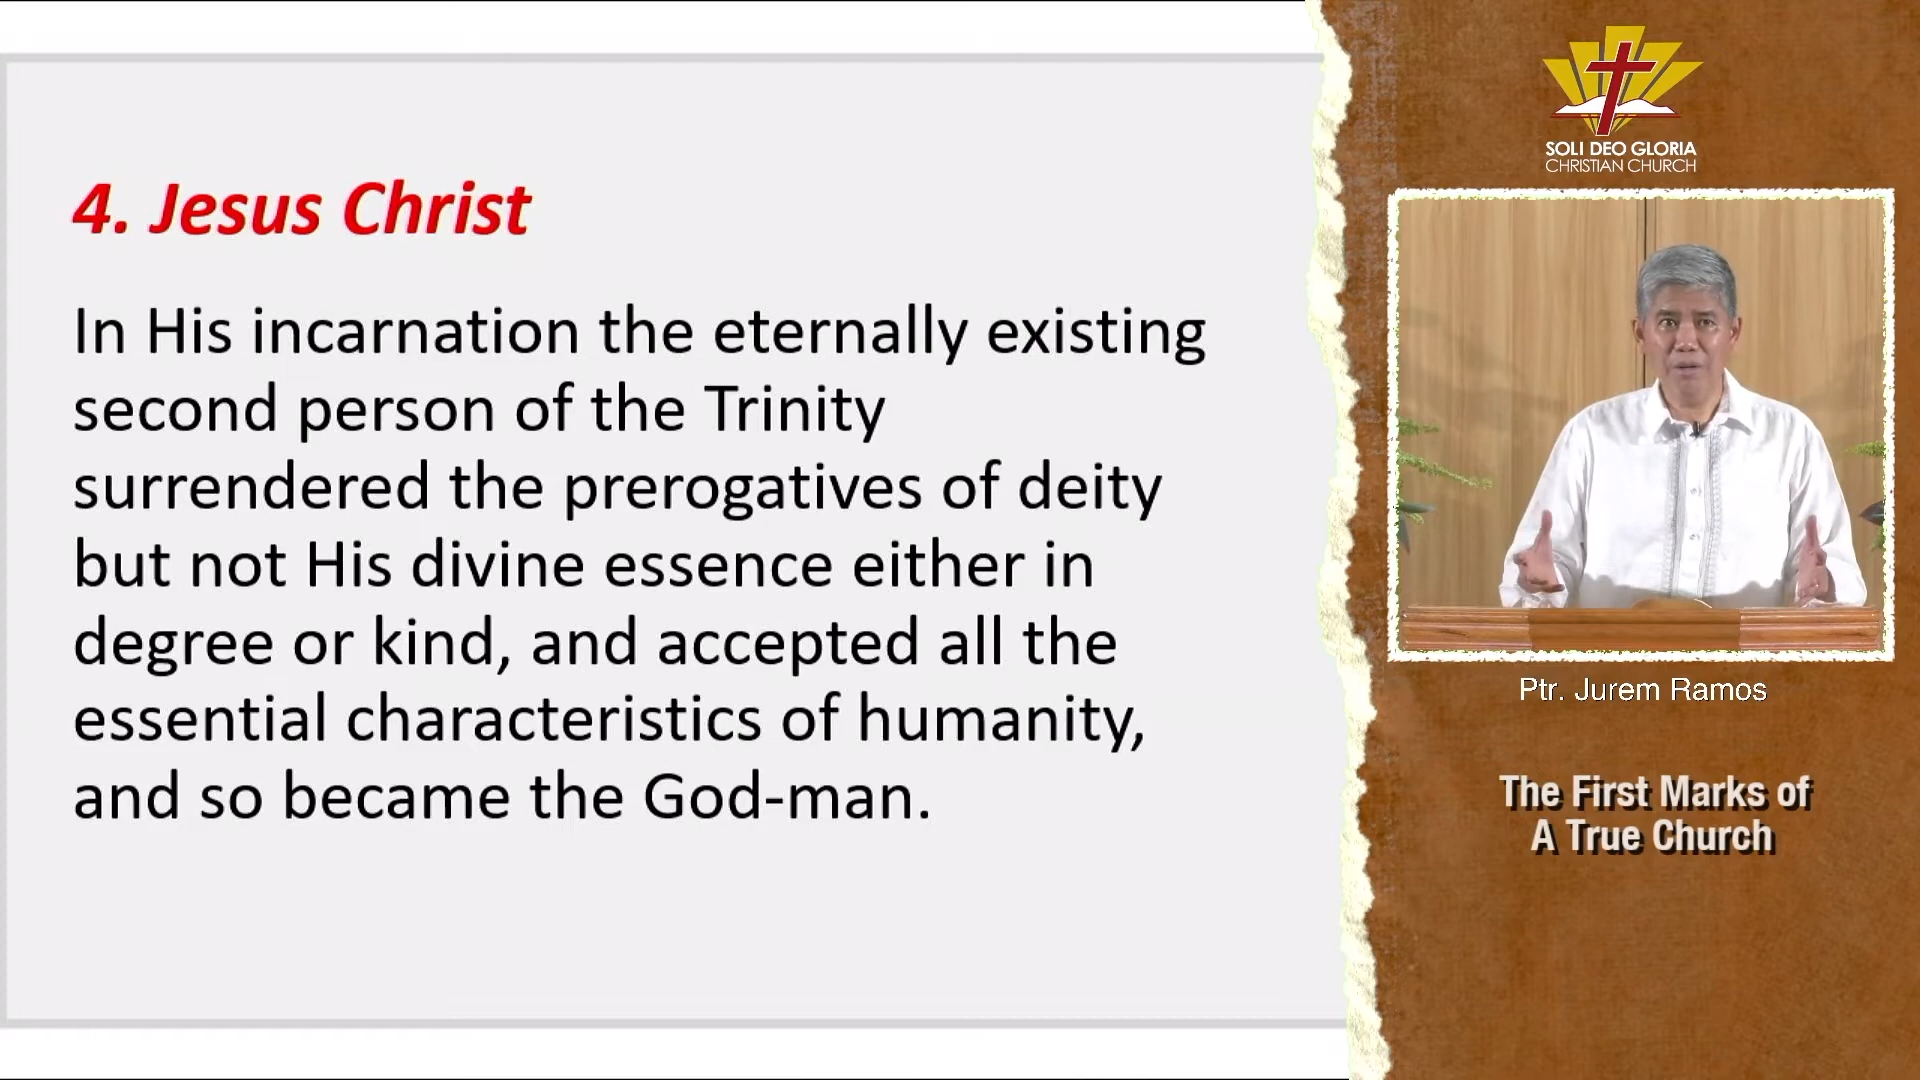 4. Jesus Christ
In His incarnation the eternally existing
second person of the Trinity
surrendered the prerogatives of deity
but not His divine essence either in
degree or kind, and accepted all the
essential characteristics of humanity,
and so became the God-man.
SOLI DEO GLORIA
CHRISTIAN CHURCH
Ptr. Jurem Ramos
The First Marks of
A True Church